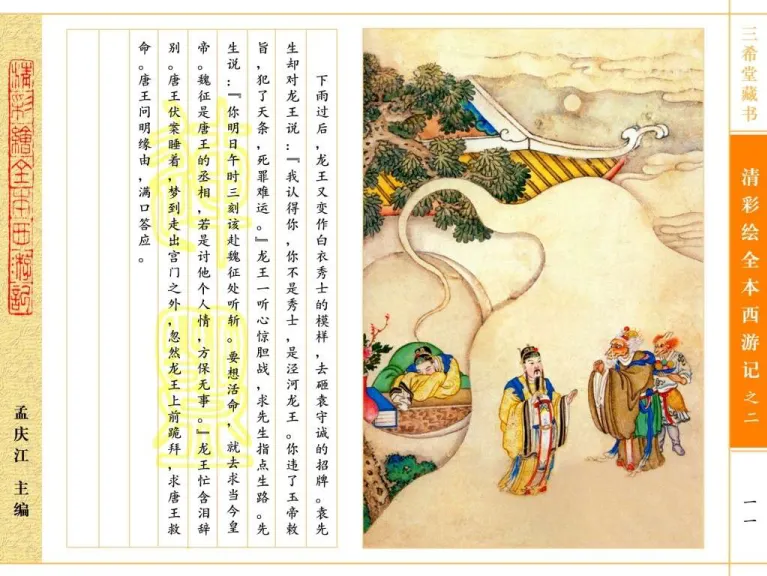 三希堂藏书
清彩绘全本西游记之二
一一
下雨过后,龙王又变作白衣秀士的模样,去砸袁守诚的招牌。袁先
生却对龙王说:『我认得你,你不是秀士,是泾河龙王。你违了玉帝敕
旨,犯了天条,死罪难运。』龙王一听心惊胆战,求先生指点生路。先
生说:『你明日午时三刻该赴魏征处听斩。要想活命,就去求当今皇
帝。魏征是唐王的丞相,若是讨他个人情,方保无事。』龙王忙含泪辞
别。唐王伏案睡着,梦到走出宫门之外,忽然龙王上前跪拜,求唐王救
命。唐王问明缘由,满口答应。
清彩繪全本西游記
孟庆江 主编